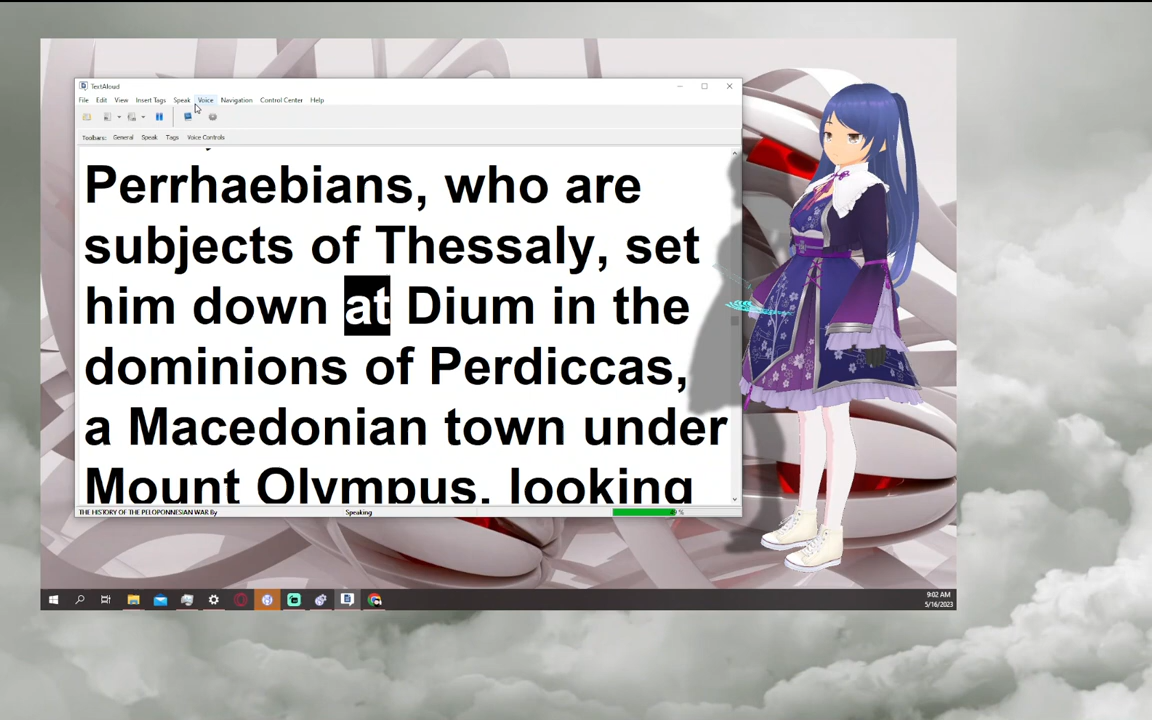 TextAloud
File Edit View Insert Tags Speak Voice Navigation Control Center Help
Toolbars: General Speak Tags Voice Controls
Perrhaebians, who are
subjects of Thessaly, set
him down at Dium in the
dominions of Perdiccas,
a Macedonian town under
Mount Olympus, looking
THE HISTORY OF THE PELOPONNESIAN WAR By Speaking %
9:02 AM
5/16/2023